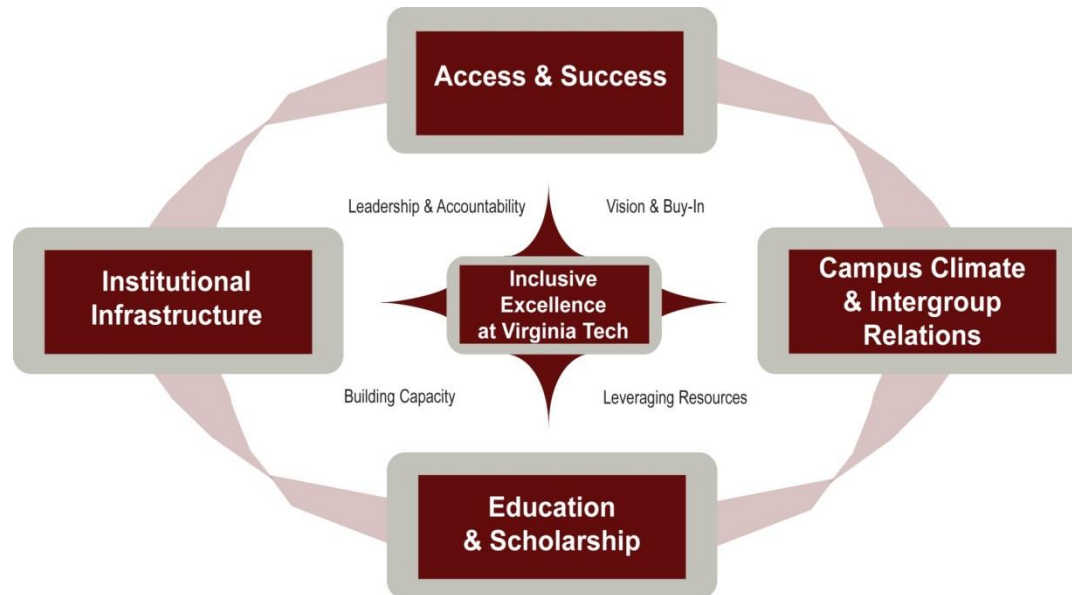 Access & Success
Leadership & Accountability
Vision & Buy-In
Institutional
Infrastructure
Inclusive
Excellence
at Virginia Tech
Campus Climate
& Intergroup
Relations
Building Capacity
Leveraging Resources
Education
& Scholarship